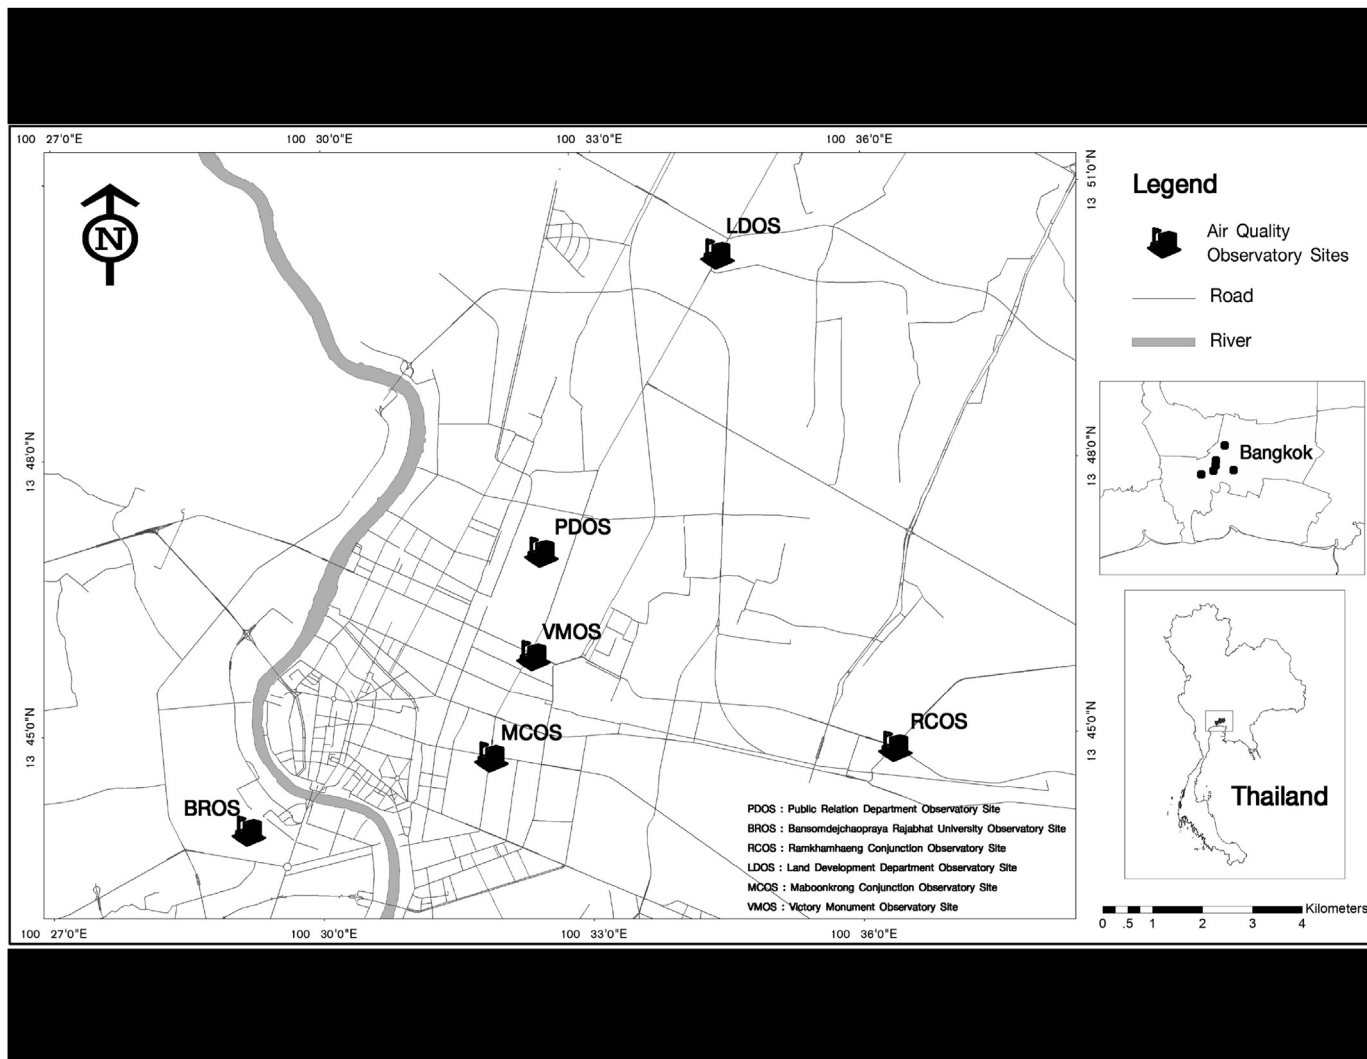 100 27'0"E 100 30'0"E 100 33'0"E 100 36'0"E
13 51'0"N
N
LDOS
Legend
Air Quality
Observatory Sites
Road
River
13 48'0"N
13 48'0"N
Bangkok
PDOS
VMOS
RCOS
MCOS
13 45'0"N
13 45'0"N
Thailand
BROS
PDOS : Public Relation Department Observatory Site
BROS : Bansomdejchaopraya Rajabhat University Observatory Site
RCOS : Ramkhamhaeng Conjunction Observatory Site
LDOS : Land Development Department Observatory Site
MCOS : Maboonkrong Conjunction Observatory Site
VMOS : Victory Monument Observatory Site
Kilometers
0 .5 1 2 3 4
100 27'0"E 100 30'0"E 100 33'0"E 100 36'0"E